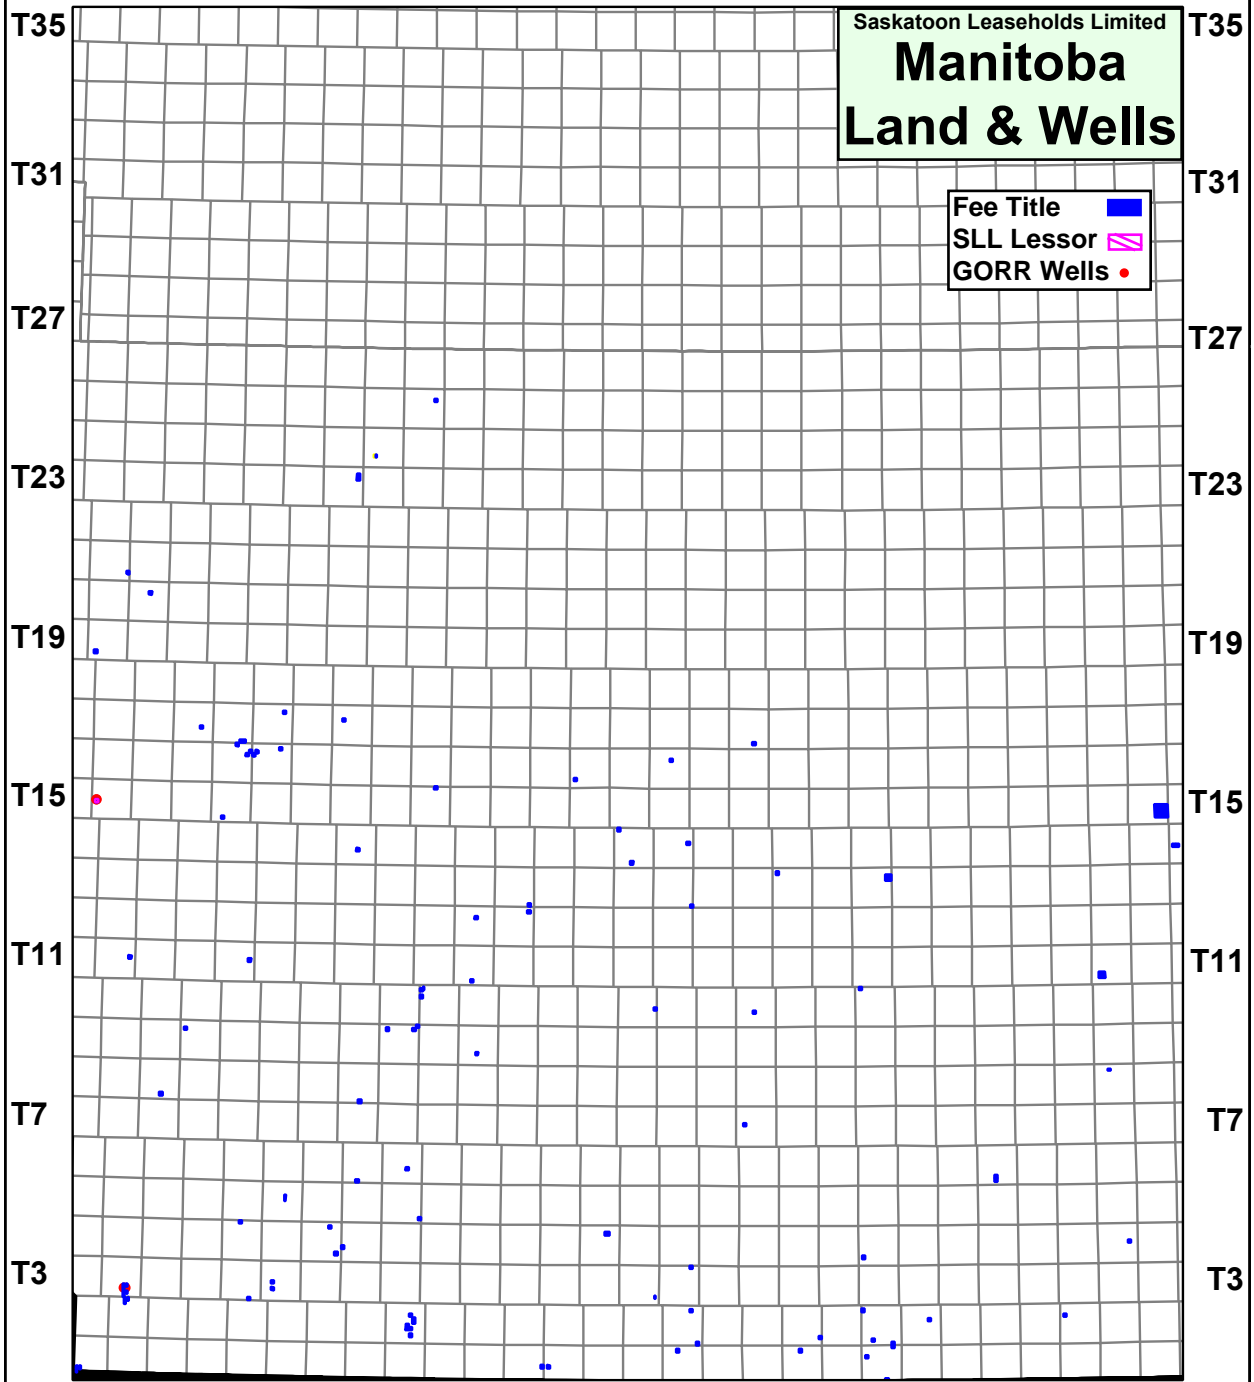 Saskatoon Leaseholds Limited
Manitoba
Land & Wells
Fee Title
SLL Lessor
GORR Wells
T35 T35
T31 T31
T27 T27
T23 T23
T19 T19
T15 T15
T11 T11
T7 T7
T3 T3